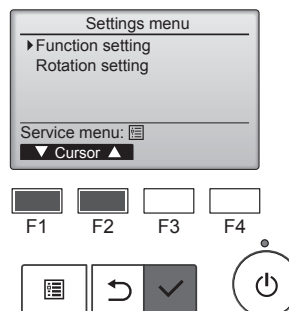 Settings menu
Function setting
Rotation setting
Service menu:
▼ Cursor ▲
F1 F2 F3 F4